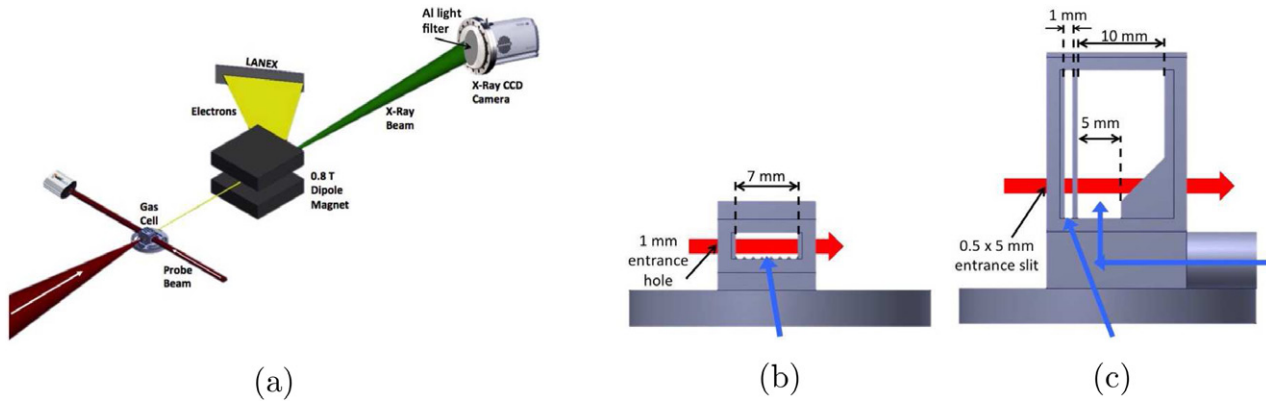 Al light
filter
LANEX
X-Ray CCD
Camera
Electrons
X-Ray
Beam
0.8 T
Dipole
Magnet
Gas
Cell
Probe
Beam
(a)
7 mm
1 mm
entrance
hole
(b)
1 mm
10 mm
5 mm
0.5 x 5 mm
entrance slit
(c)